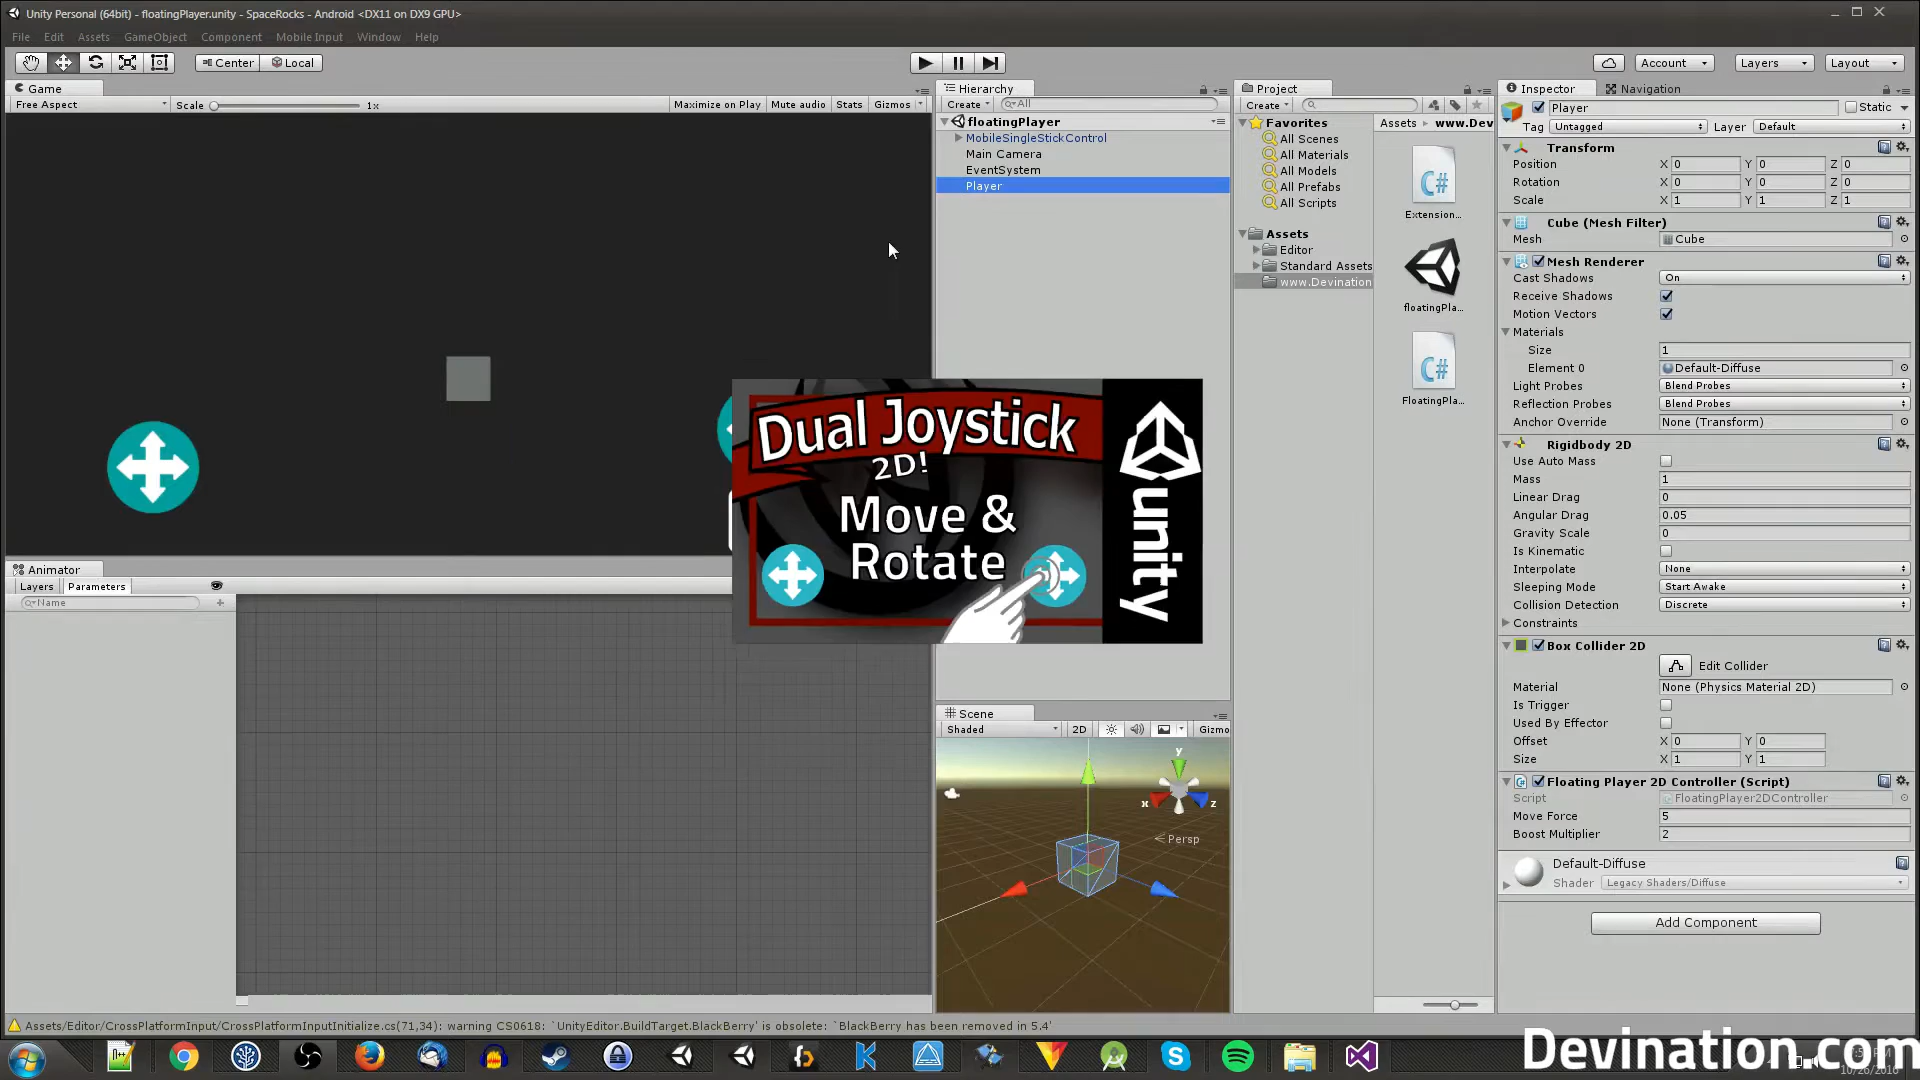 Unity Personal (64bit) - floatingPlayer.unity - SpaceRocks - Android <DX11 on DX9 GPU>
File Edit Assets GameObject Component Mobile Input Window Help
Center Local
Account Layers Layout
Game
Free Aspect Scale 1x Maximize on Play Mute audio Stats Gizmos
Animator
Layers Parameters
Name
Hierarchy
Create All
floatingPlayer
MobileSingleStickControl
Main Camera
EventSystem
Player
Dual Joystick
2D!
Move &
Rotate
unity
Scene
Shaded 2D Gizmo
y
x z
Persp
Project
Create
Favorites
All Scenes
All Materials
All Models
All Prefabs
All Scripts
Assets
Editor
Standard Assets
www.Devination
Assets www.Dev
C#
Extension...
floatingPla...
C#
FloatingPla...
Inspector Navigation
Player Static
Tag Untagged Layer Default
Transform
Position X 0 Y 0 Z 0
Rotation X 0 Y 0 Z 0
Scale X 1 Y 1 Z 1
Cube (Mesh Filter)
Mesh Cube
Mesh Renderer
Cast Shadows On
Receive Shadows
Motion Vectors
Materials
Size 1
Element 0 Default-Diffuse
Light Probes Blend Probes
Reflection Probes Blend Probes
Anchor Override None (Transform)
Rigidbody 2D
Use Auto Mass
Mass 1
Linear Drag 0
Angular Drag 0.05
Gravity Scale 0
Is Kinematic
Interpolate None
Sleeping Mode Start Awake
Collision Detection Discrete
Constraints
Box Collider 2D
Edit Collider
Material None (Physics Material 2D)
Is Trigger
Used By Effector
Offset X 0 Y 0
Size X 1 Y 1
Floating Player 2D Controller (Script)
Script FloatingPlayer2DController
Move Force 5
Boost Multiplier 2
Default-Diffuse
Shader Legacy Shaders/Diffuse
Add Component
Assets/Editor/CrossPlatformInput/CrossPlatformInputInitialize.cs(71,34): warning CS0618: `UnityEditor.BuildTarget.BlackBerry' is obsolete: `BlackBerry has been removed in 5.4'
Devination.com
10/26/2016